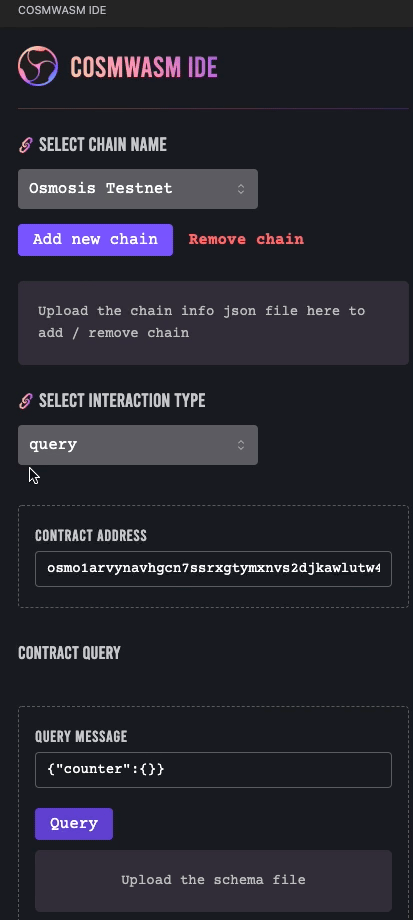 COSMWASM IDE
COSMWASM IDE
SELECT CHAIN NAME
Osmosis Testnet
Add new chain Remove chain
Upload the chain info json file here to
add / remove chain
SELECT INTERACTION TYPE
query
CONTRACT ADDRESS
osmo1arvynavhgcn7ssrxgtymxnvs2djkawlutw4
CONTRACT QUERY
QUERY MESSAGE
{"counter":{}}
Query
Upload the schema file